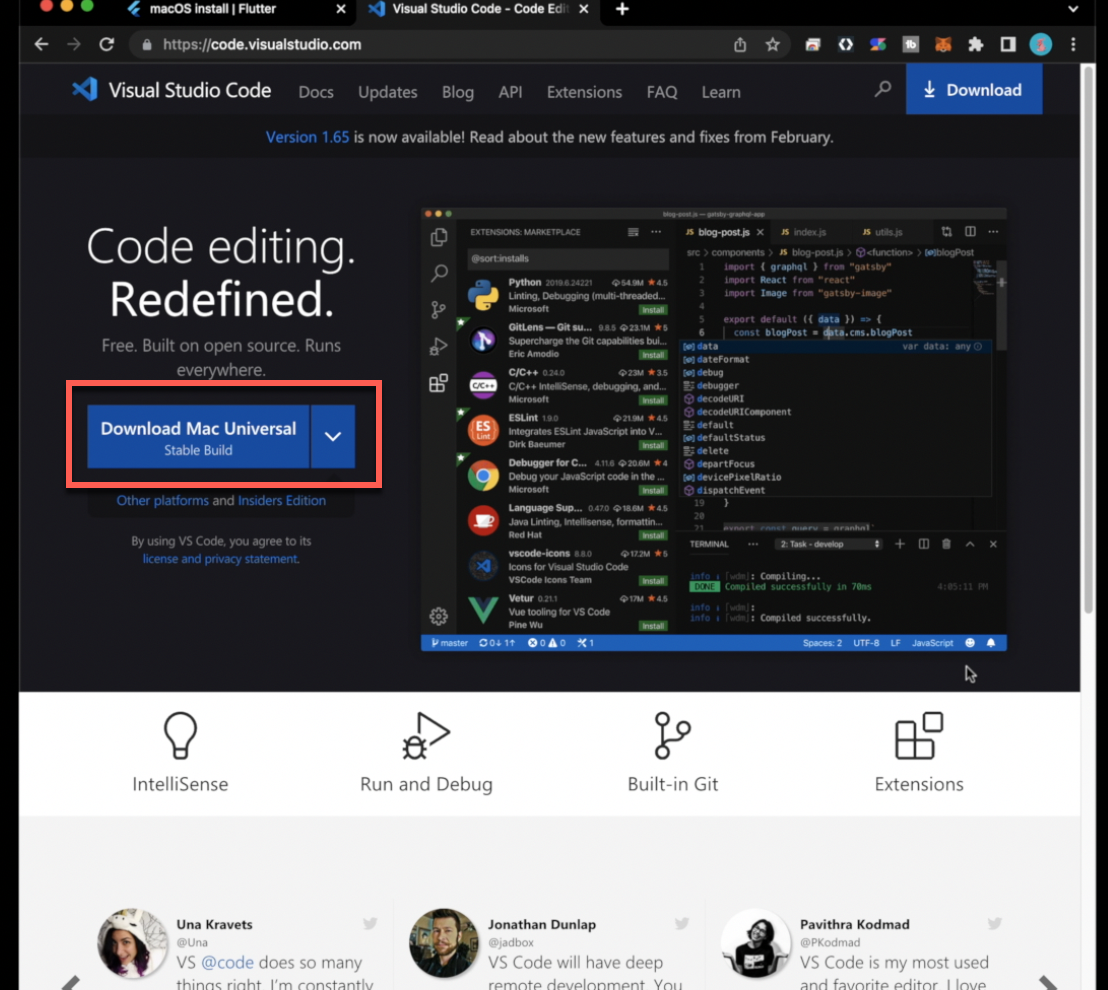 macOS install | Flutter
Visual Studio Code - Code Edit
https://code.visualstudio.com
Visual Studio Code
Docs
Updates
Blog
API
Extensions
FAQ
Learn
Download
Version 1.65 is now available! Read about the new features and fixes from February.
Code editing.
Redefined.
Free. Built on open source. Runs
everywhere.
Download Mac Universal
Stable Build
Other platforms and Insiders Edition
By using VS Code, you agree to its
license and privacy statement.
blog-post.js — gatsby-graphql-app
EXTENSIONS: MARKETPLACE
@sort:installs
Python 2019.6.24221 54.9M 4.5
Linting, Debugging (multi-threaded...
Microsoft
Install
GitLens — Git su... 9.8.5 23.1M 5
Supercharge the Git capabilities bui...
Eric Amodio
Install
C/C++ 0.24.0 23M 3.5
C/C++ IntelliSense, debugging, and...
Microsoft
Install
ESLint 1.9.0 21.9M 4.5
Integrates ESLint JavaScript into V...
Dirk Baeumer
Install
Debugger for C... 4.11.6 20.6M 4
Debug your JavaScript code in the ...
Microsoft
Install
Language Sup... 0.47.0 18.6M 4.5
Java Linting, Intellisense, formattin...
Red Hat
Install
vscode-icons 8.8.0 17.2M 5
Icons for Visual Studio Code
VSCode Icons Team
Install
Vetur 0.21.1 17M 4.5
Vue tooling for VS Code
Pine Wu
Install
C/C++
ES
Lint
JS blog-post.js
JS index.js
JS utils.js
src > components > JS blog-post.js > <function> > blogPost
1 import { graphql } from "gatsby"
2 import React from "react"
3 import Image from "gatsby-image"
4
5 export default ({ data }) => {
6 const blogPost = data.cms.blogPost
data var data: any
dateFormat
debug
debugger
decodeURI
decodeURIComponent
default
defaultStatus
delete
departFocus
devicePixelRatio
dispatchEvent
19 }
20
21 export const query = graphql`
TERMINAL
2: Task - develop
info : [wdm]: Compiling...
DONE Compiled successfully in 70ms 4:05:11 PM
info : [wdm]:
info : [wdm]: Compiled successfully.
master 0↓ 1↑ 0 0 1
Spaces: 2 UTF-8 LF JavaScript
IntelliSense
Run and Debug
Built-in Git
Extensions
Una Kravets
@Una
VS @code does so many
things right. I'm constantly
Jonathan Dunlap
@jadbox
VS Code will have deep
remote development. You
Pavithra Kodmad
@PKodmad
VS Code is my most used
and favorite editor. I love